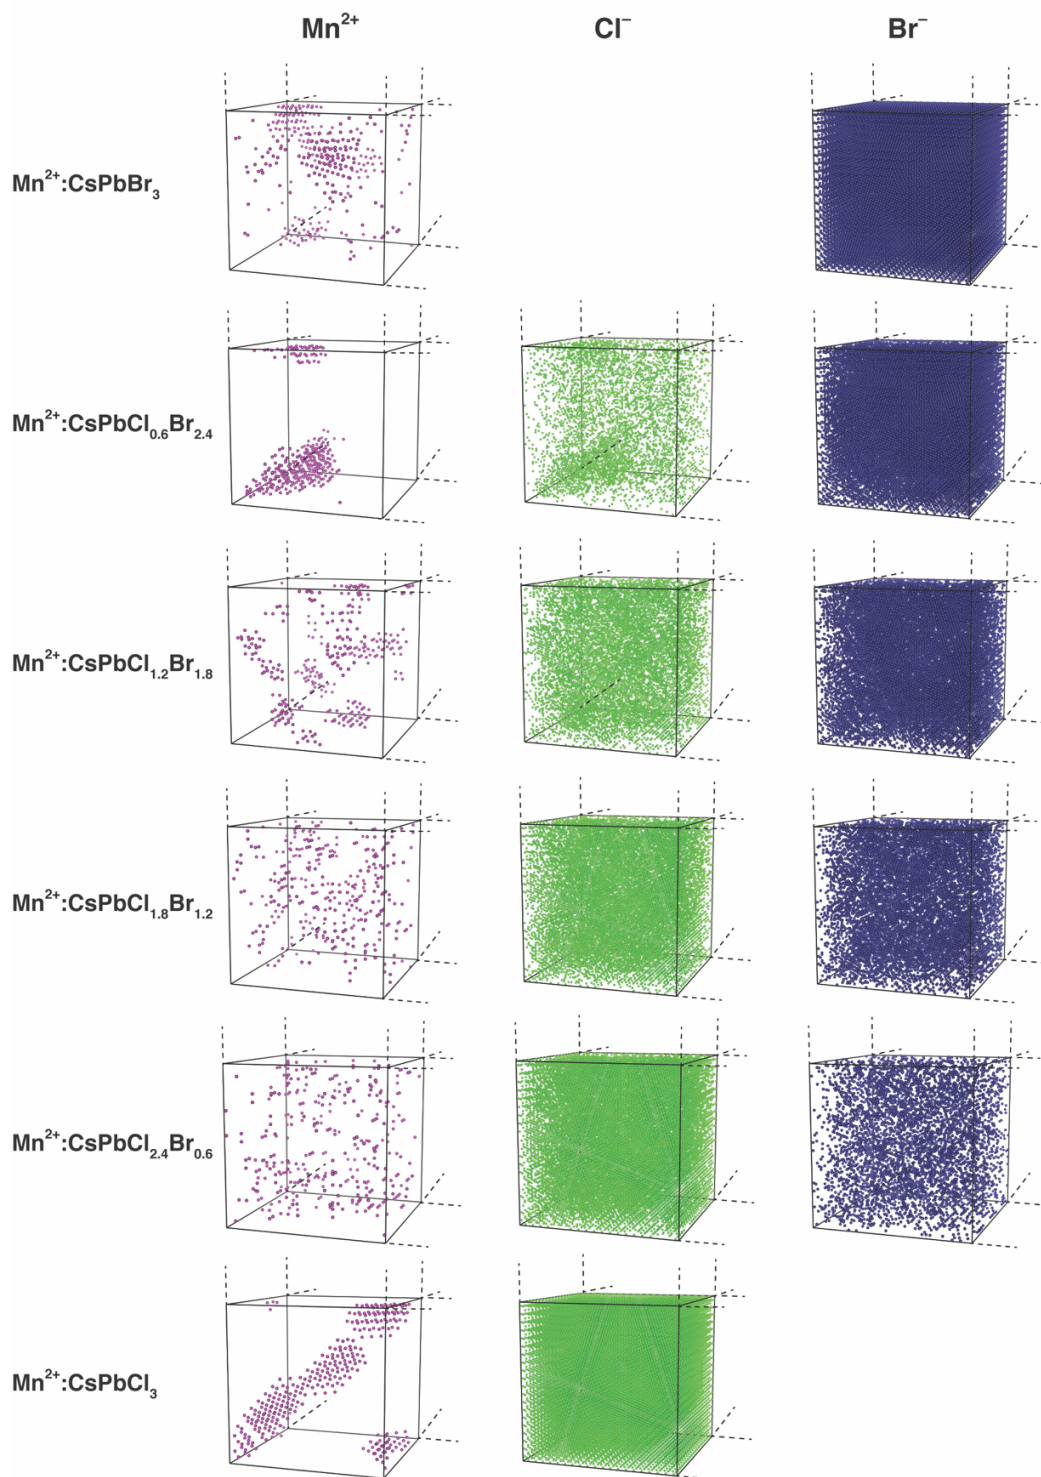 Mn²⁺ Cl⁻ Br⁻
Mn²⁺:CsPbBr₃
Mn²⁺:CsPbCl₀.₆Br₂.₄
Mn²⁺:CsPbCl₁.₂Br₁.₈
Mn²⁺:CsPbCl₁.₈Br₁.₂
Mn²⁺:CsPbCl₂.₄Br₀.₆
Mn²⁺:CsPbCl₃